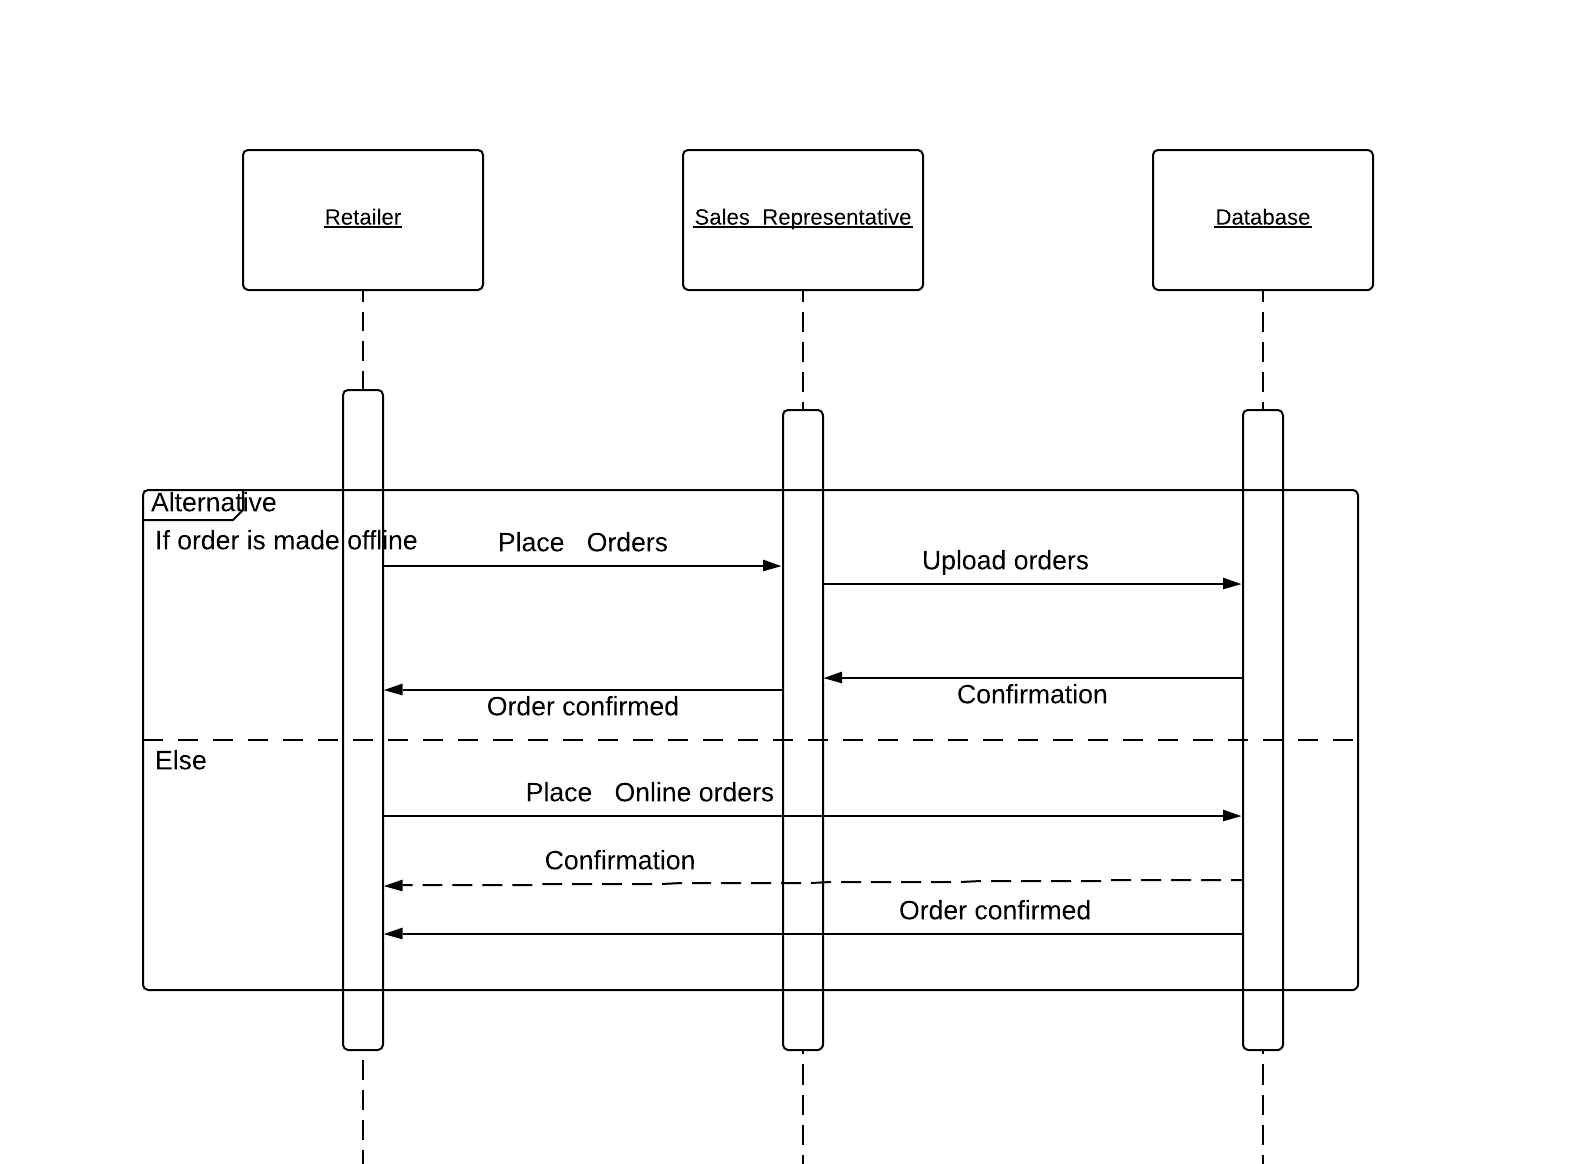 Retailer
Sales Representative
Database
Alternative
If order is made offline
Place Orders
Upload orders
Confirmation
Order confirmed
Else
Place Online orders
Confirmation
Order confirmed